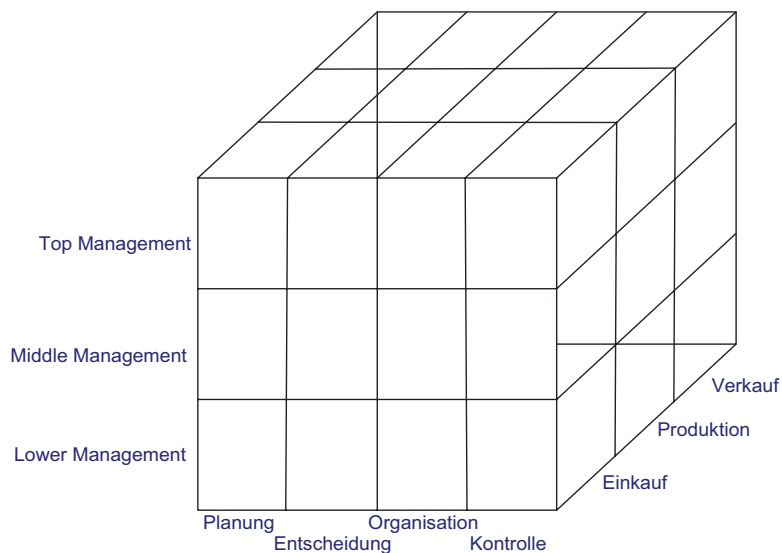 Top Management
Middle Management
Lower Management
Verkauf
Produktion
Einkauf
Planung
Organisation
Entscheidung
Kontrolle